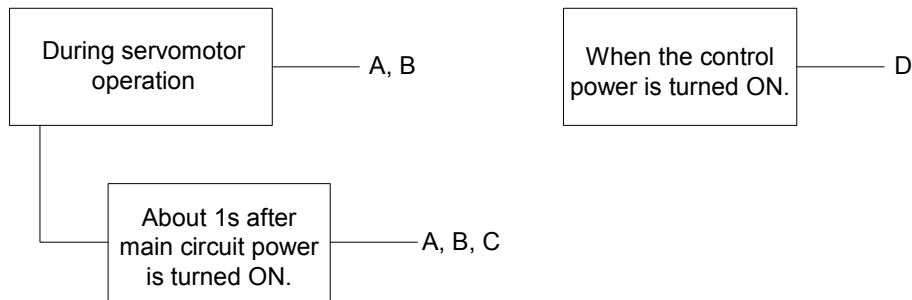 During servomotor
operation
A, B
When the control
power is turned ON.
D
About 1s after
main circuit power
is turned ON.
A, B, C